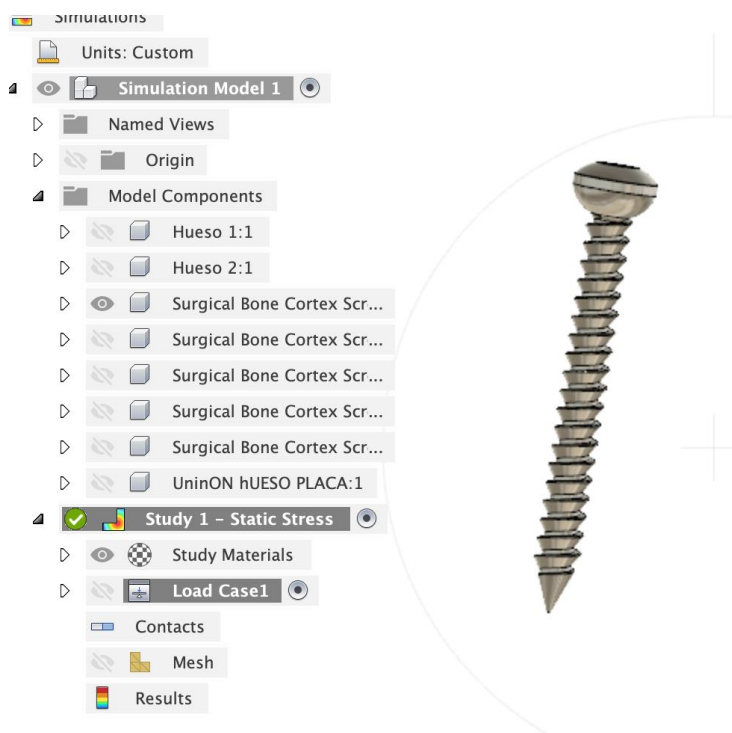 Simulations
Units: Custom
Simulation Model 1
Named Views
Origin
Model Components
Hueso 1:1
Hueso 2:1
Surgical Bone Cortex Scr...
Surgical Bone Cortex Scr...
Surgical Bone Cortex Scr...
Surgical Bone Cortex Scr...
Surgical Bone Cortex Scr...
UninON hUESO PLACA:1
Study 1 - Static Stress
Study Materials
Load Case1
Contacts
Mesh
Results